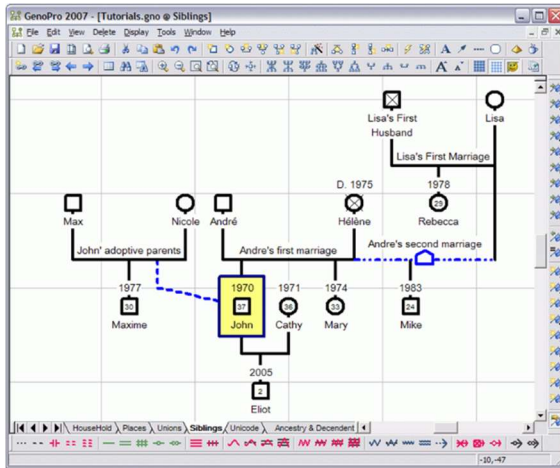 GenoPro 2007 - [Tutorials.gno @ Siblings]
File Edit View Delete Display Tools Window Help
Lisa's First
Husband
Lisa
Lisa's First Marriage
D. 1975
1978
29
Max
Nicole
André
Hélène
Rebecca
John' adoptive parents
Andre's first marriage
Andre's second marriage
1977
1970
1971
1974
1983
30
37
36
33
24
Maxime
John
Cathy
Mary
Mike
2005
2
Eliot
HouseHold
Places
Unions
Siblings
Unicode
Ancestry & Decendent
-10,-47